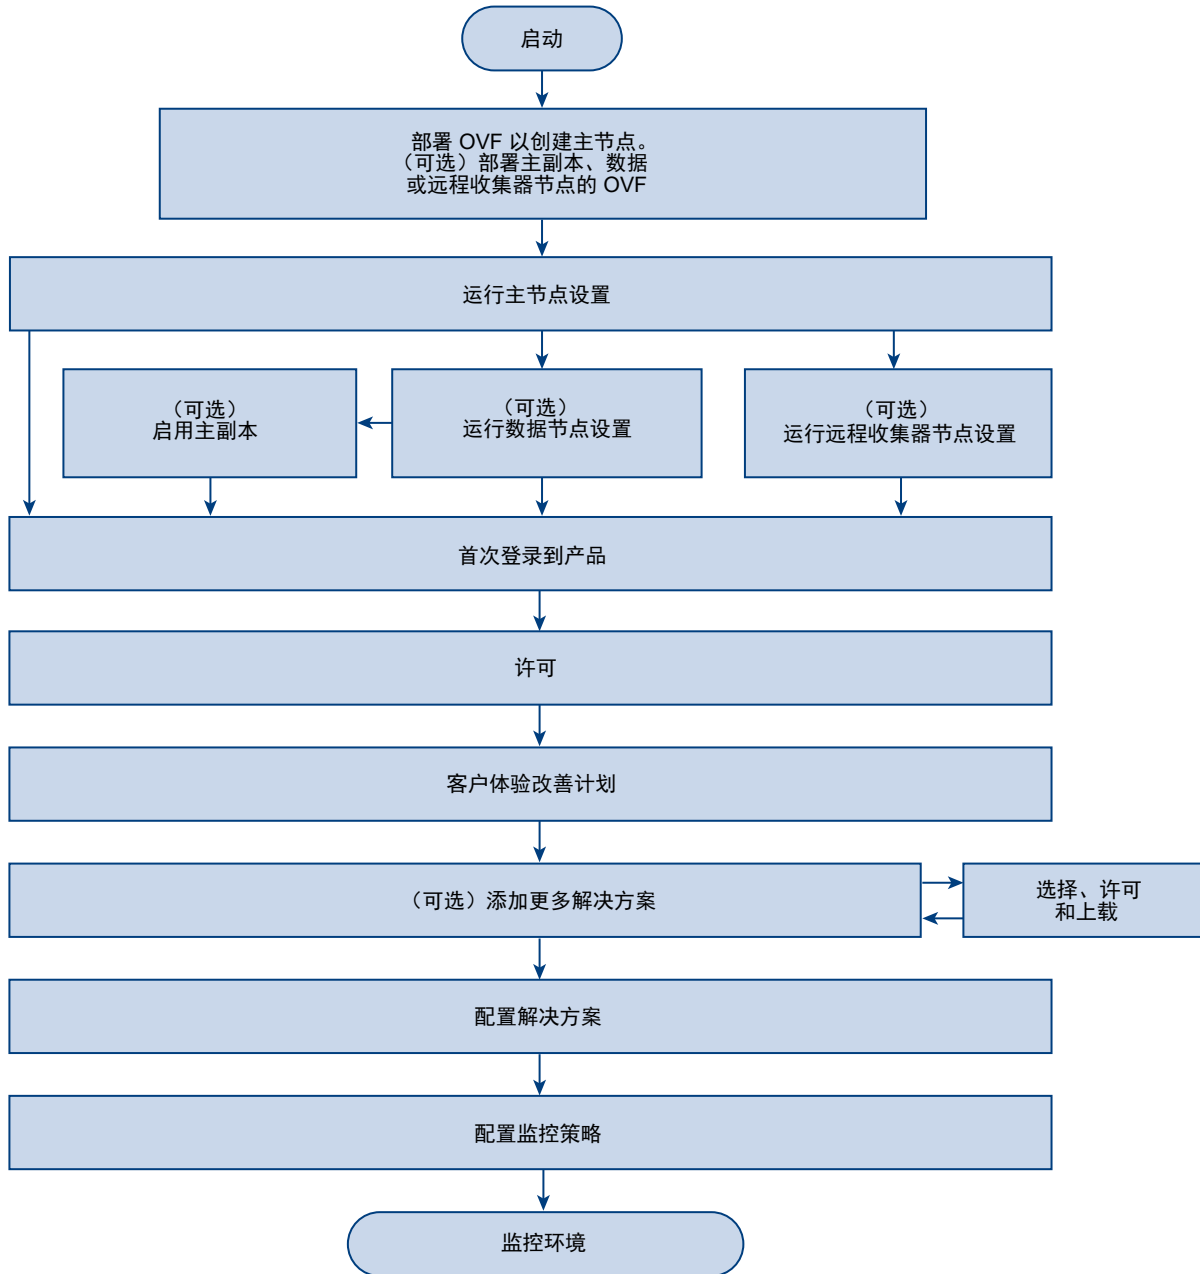 启动
部署 OVF 以创建主节点。
（可选）部署主副本、数据
或远程收集器节点的 OVF
运行主节点设置
（可选）
启用主副本
（可选）
运行数据节点设置
（可选）
运行远程收集器节点设置
首次登录到产品
许可
客户体验改善计划
（可选）添加更多解决方案
选择、许可
和上载
配置解决方案
配置监控策略
监控环境